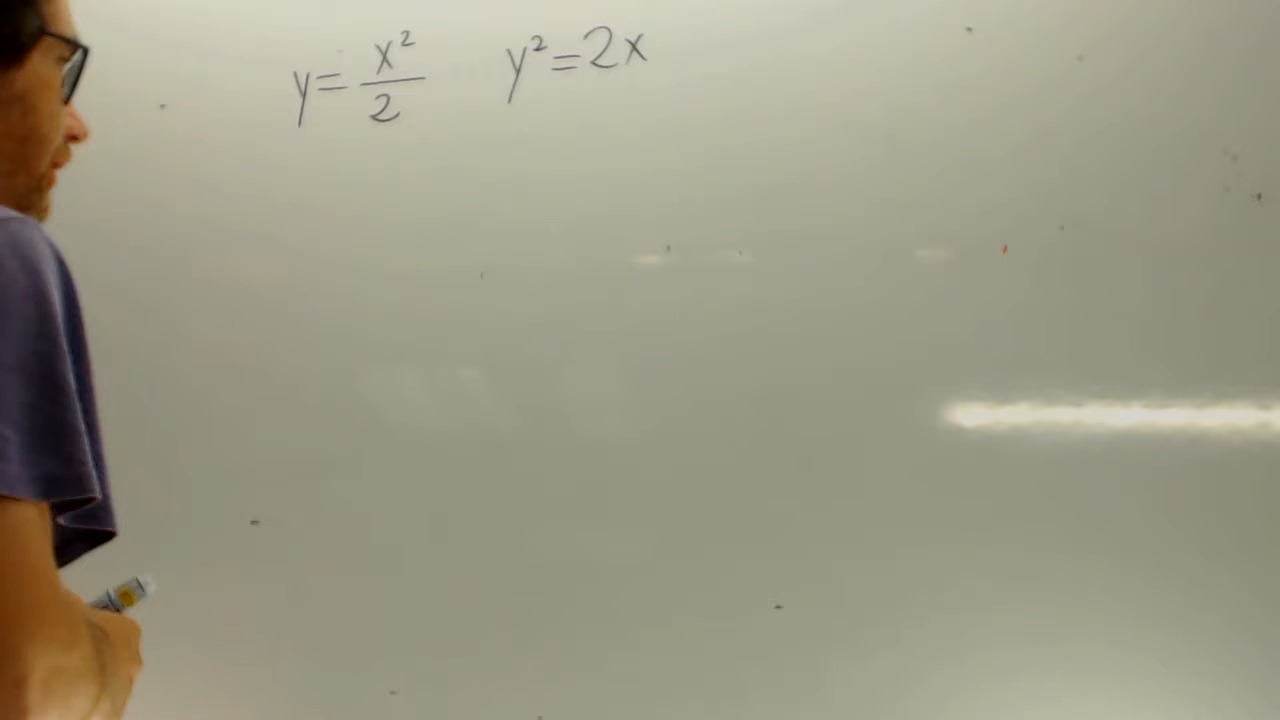 y = x²/2    y² = 2x